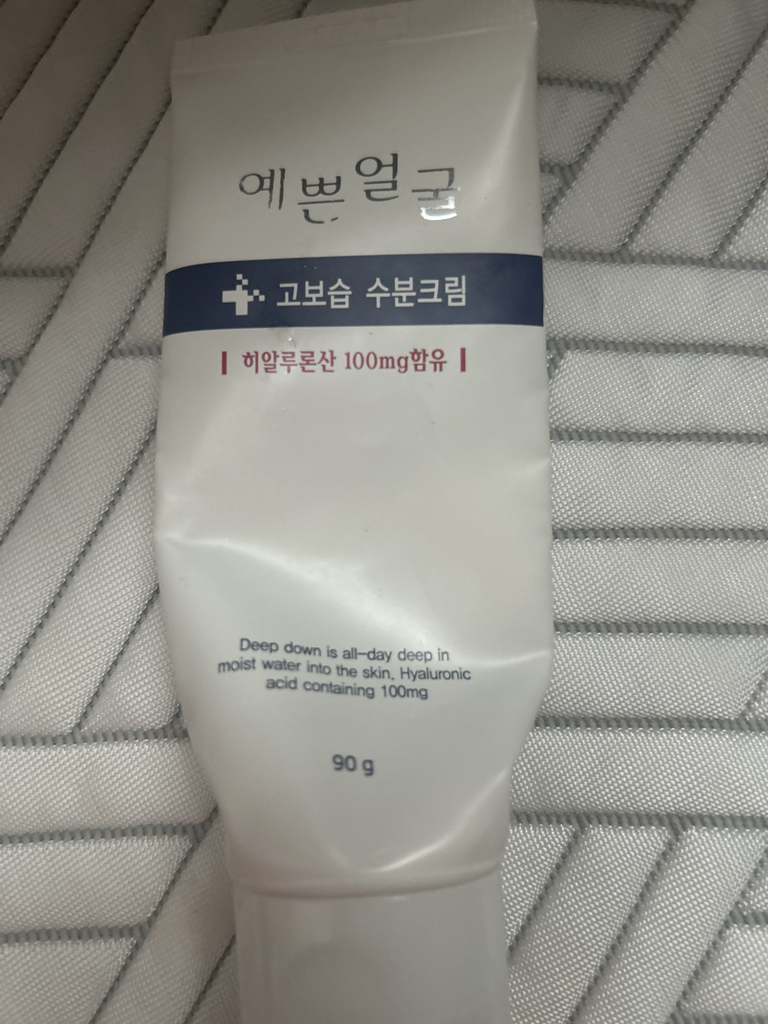 예쁜얼굴
고보습 수분크림
히알루론산 100mg함유
Deep down is all-day deep in
moist water into the skin, Hyaluronic
acid containing 100mg
90 g